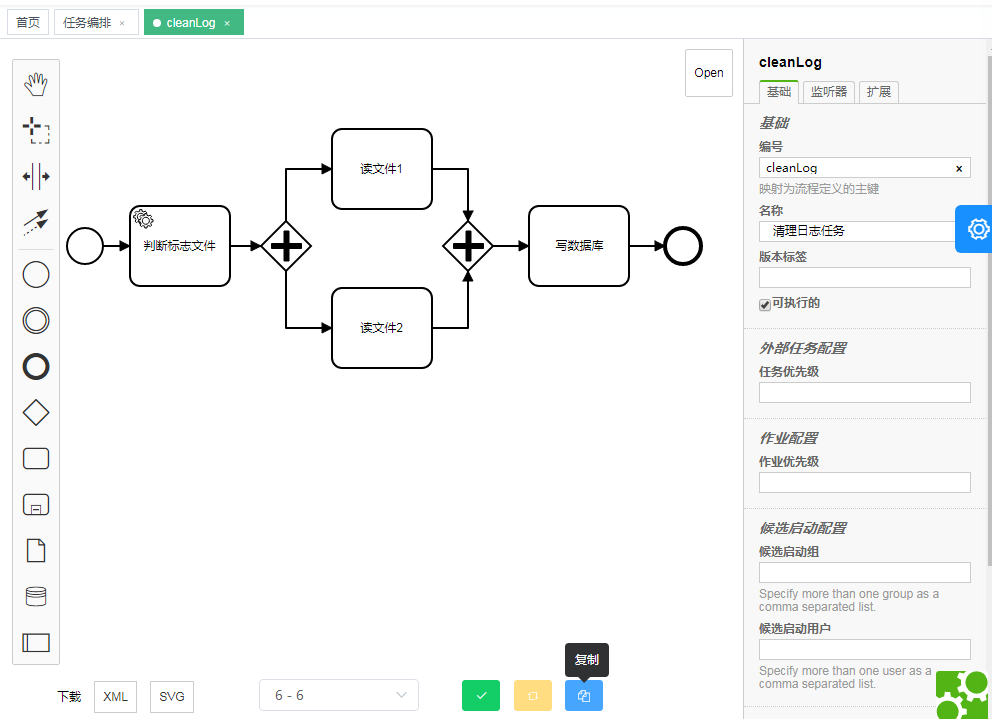 首页
任务编排 ×
cleanLog ×
Open
读文件1
判断标志文件
写数据库
读文件2
cleanLog
基础
监听器
扩展
基础
编号
cleanLog x
映射为流程定义的主键
名称
清理日志任务
版本标签
可执行的
外部任务配置
任务优先级
作业配置
作业优先级
候选启动配置
候选启动组
Specify more than one group as a
comma separated list.
候选启动用户
Specify more than one user as a
comma separated list.
复制
下载
XML
SVG
6 - 6